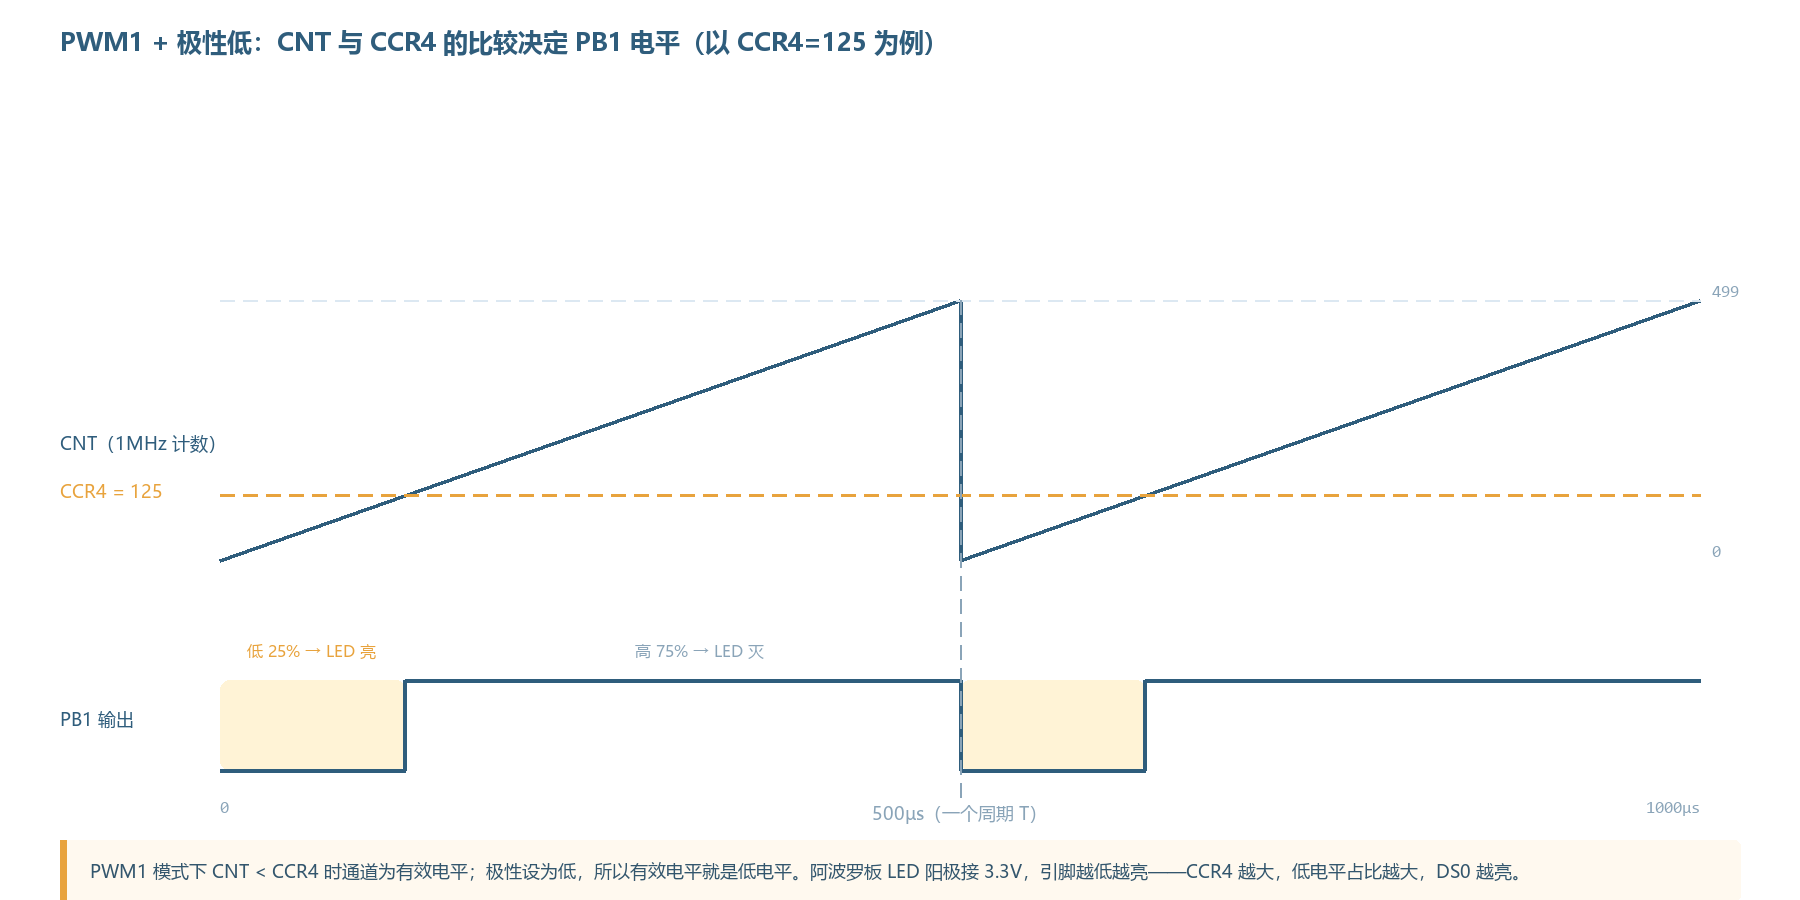 PWM1 + 极性低：CNT 与 CCR4 的比较决定 PB1 电平（以 CCR4=125 为例）
499
CNT（1MHz 计数）
CCR4 = 125
0
低 25% → LED 亮
高 75% → LED 灭
PB1 输出
0
500μs（一个周期 T）
1000μs
PWM1 模式下 CNT < CCR4 时通道为有效电平；极性设为低，所以有效电平就是低电平。阿波罗板 LED 阳极接 3.3V，引脚越低越亮——CCR4 越大，低电平占比越大，DS0 越亮。